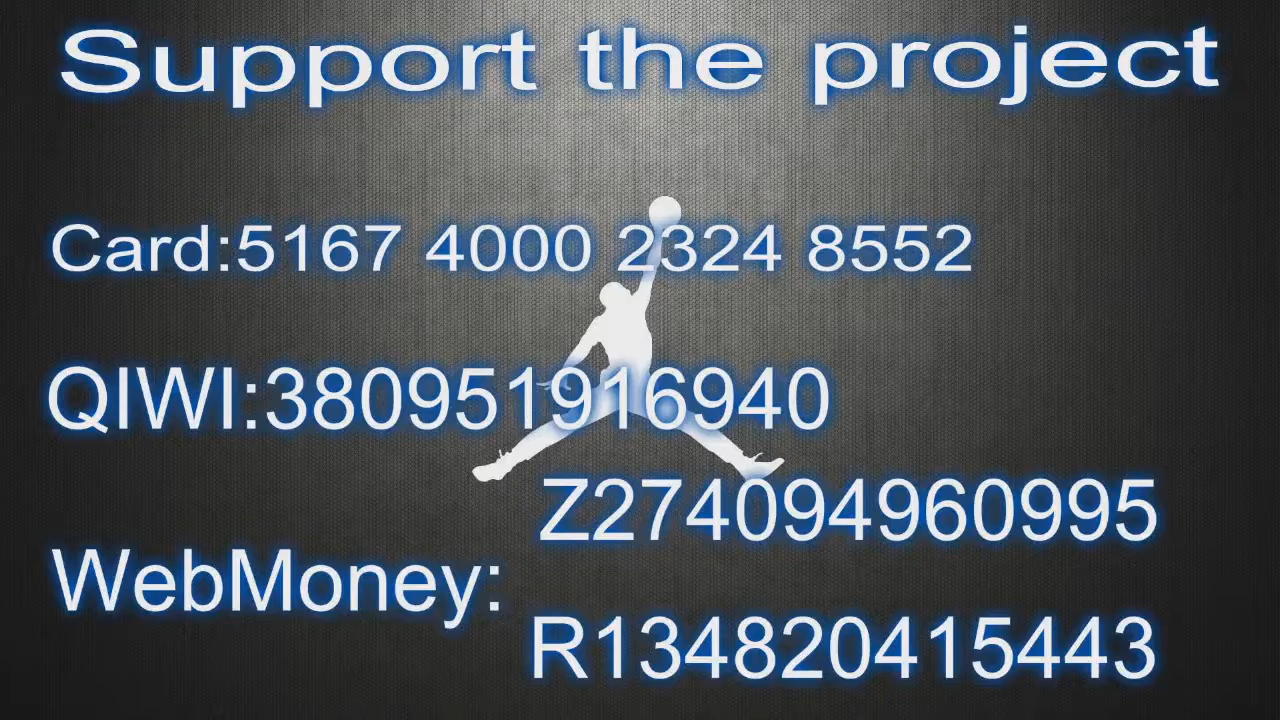 Support the project
Card:5167 4000 2324 8552
QIWI:380951916940
Z274094960995
WebMoney:
R134820415443